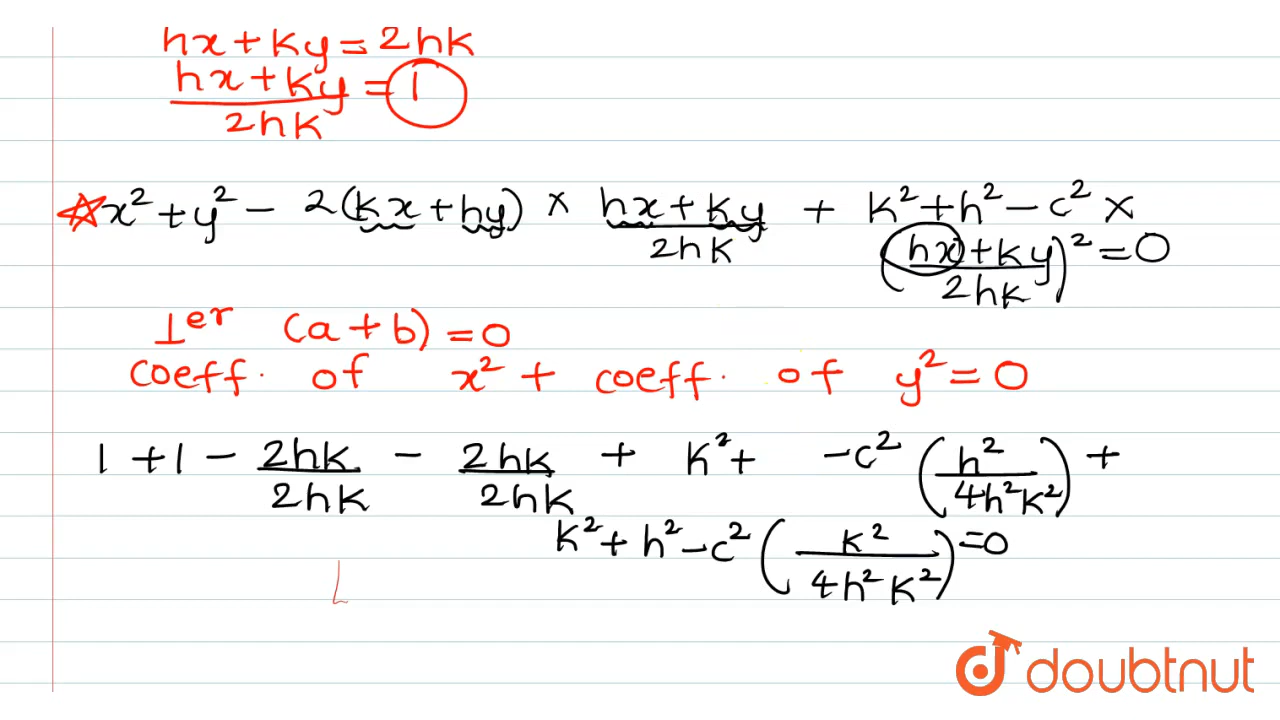 hx + ky = 2hk
hx + ky / 2hk = 1
☆ x² + y² - 2(kx + hy) × hx + ky / 2hk + k² + h² - c² ×
(hx + ky / 2hk)² = 0
⊥er (a + b) = 0
coeff. of x² + coeff. of y² = 0
1 + 1 - 2hk / 2hk - 2hk / 2hk + k² + - c² (h² / 4h²k²) +
k² + h² - c² (k² / 4h²k²) = 0
doubtnut